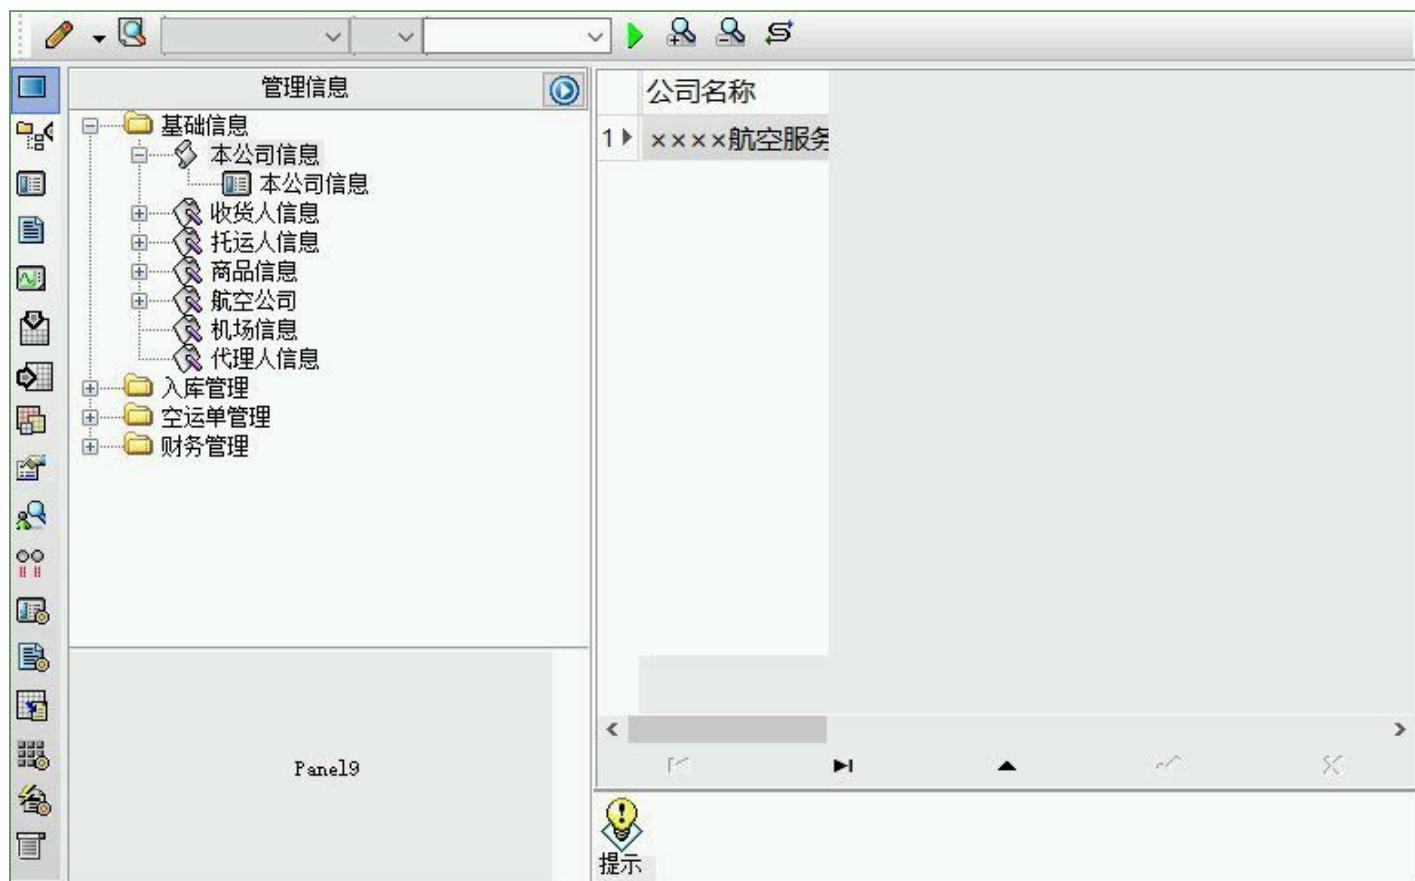 管理信息
基础信息
本公司信息
本公司信息
收货人信息
托运人信息
商品信息
航空公司
机场信息
代理人信息
入库管理
空运单管理
财务管理
Panel9
公司名称
1 ××××航空服务
提示